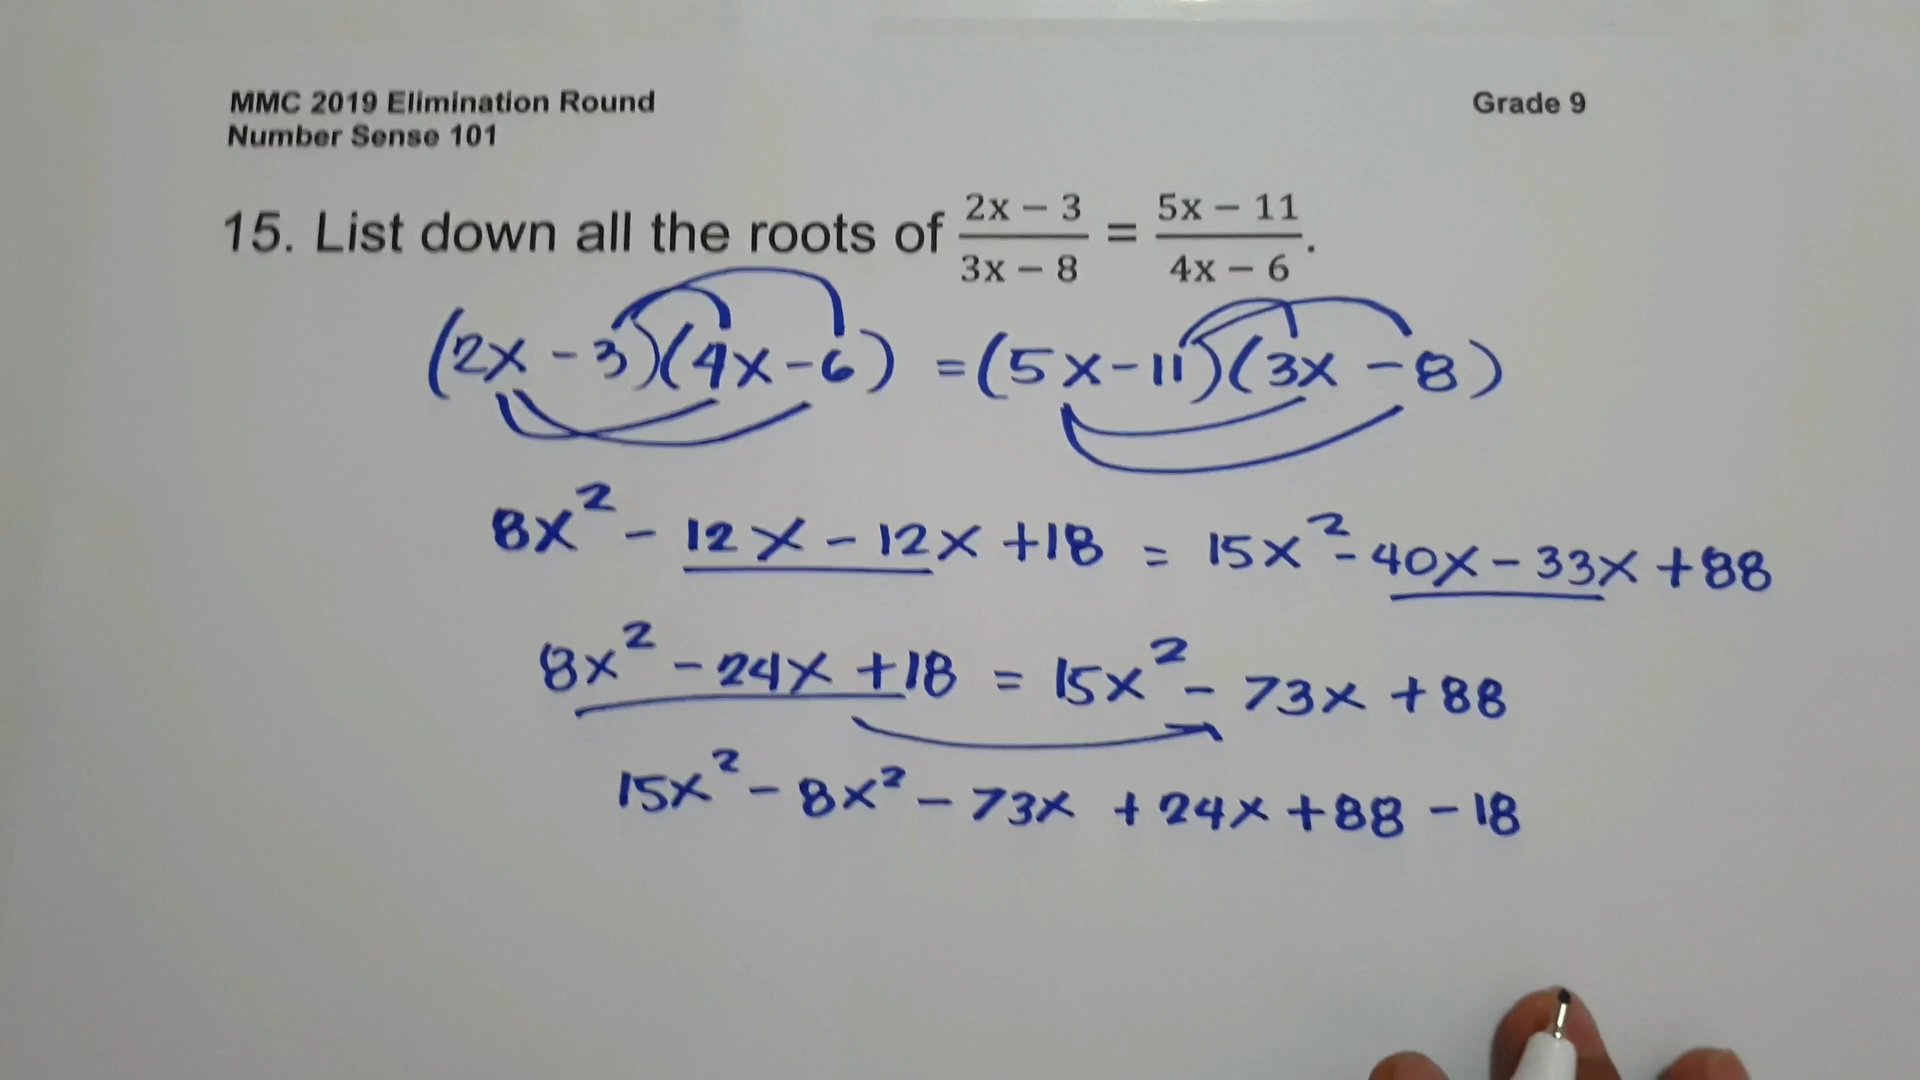 MMC 2019 Elimination Round Grade 9
Number Sense 101
15. List down all the roots of (2x − 3)/(3x − 8) = (5x − 11)/(4x − 6).
(2x - 3)(4x - 6) = (5x - 11)(3x - 8)
8x² - 12x - 12x + 18 = 15x² - 40x - 33x + 88
8x² - 24x + 18 = 15x² - 73x + 88
15x² - 8x² - 73x + 24x + 88 - 18